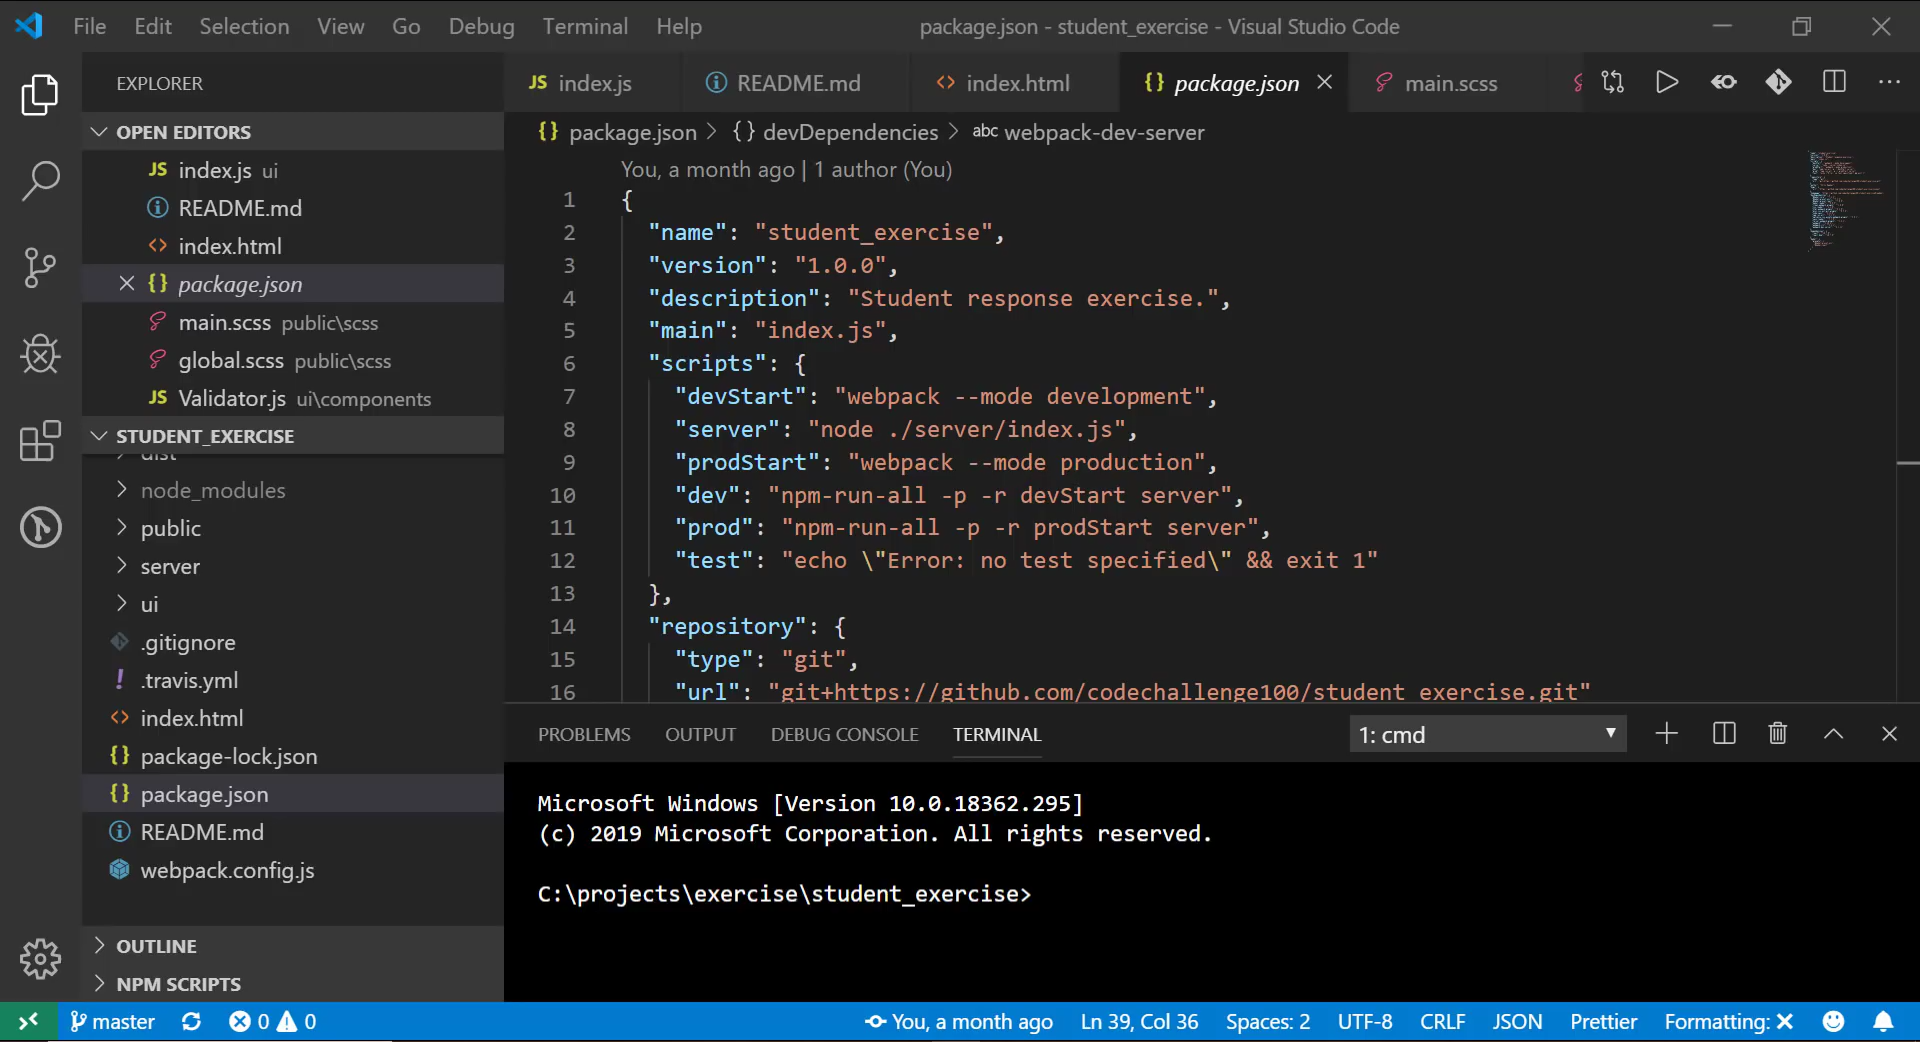 File Edit Selection View Go Debug Terminal Help package.json - student_exercise - Visual Studio Code
EXPLORER
OPEN EDITORS
JS index.js ui
README.md
index.html
package.json
main.scss public\scss
global.scss public\scss
JS Validator.js ui\components
STUDENT_EXERCISE
dist
node_modules
public
server
ui
.gitignore
.travis.yml
index.html
package-lock.json
package.json
README.md
webpack.config.js
OUTLINE
NPM SCRIPTS
JS index.js README.md index.html {} package.json main.scss
{} package.json > {} devDependencies > abc webpack-dev-server
You, a month ago | 1 author (You)
1 {
2 "name": "student_exercise",
3 "version": "1.0.0",
4 "description": "Student response exercise.",
5 "main": "index.js",
6 "scripts": {
7 "devStart": "webpack --mode development",
8 "server": "node ./server/index.js",
9 "prodStart": "webpack --mode production",
10 "dev": "npm-run-all -p -r devStart server",
11 "prod": "npm-run-all -p -r prodStart server",
12 "test": "echo \"Error: no test specified\" && exit 1"
13 },
14 "repository": {
15 "type": "git",
16 "url": "git+https://github.com/codechallenge100/student_exercise.git"
PROBLEMS OUTPUT DEBUG CONSOLE TERMINAL 1: cmd
Microsoft Windows [Version 10.0.18362.295]
(c) 2019 Microsoft Corporation. All rights reserved.
C:\projects\exercise\student_exercise>
master 0 0 You, a month ago Ln 39, Col 36 Spaces: 2 UTF-8 CRLF JSON Prettier Formatting: ×